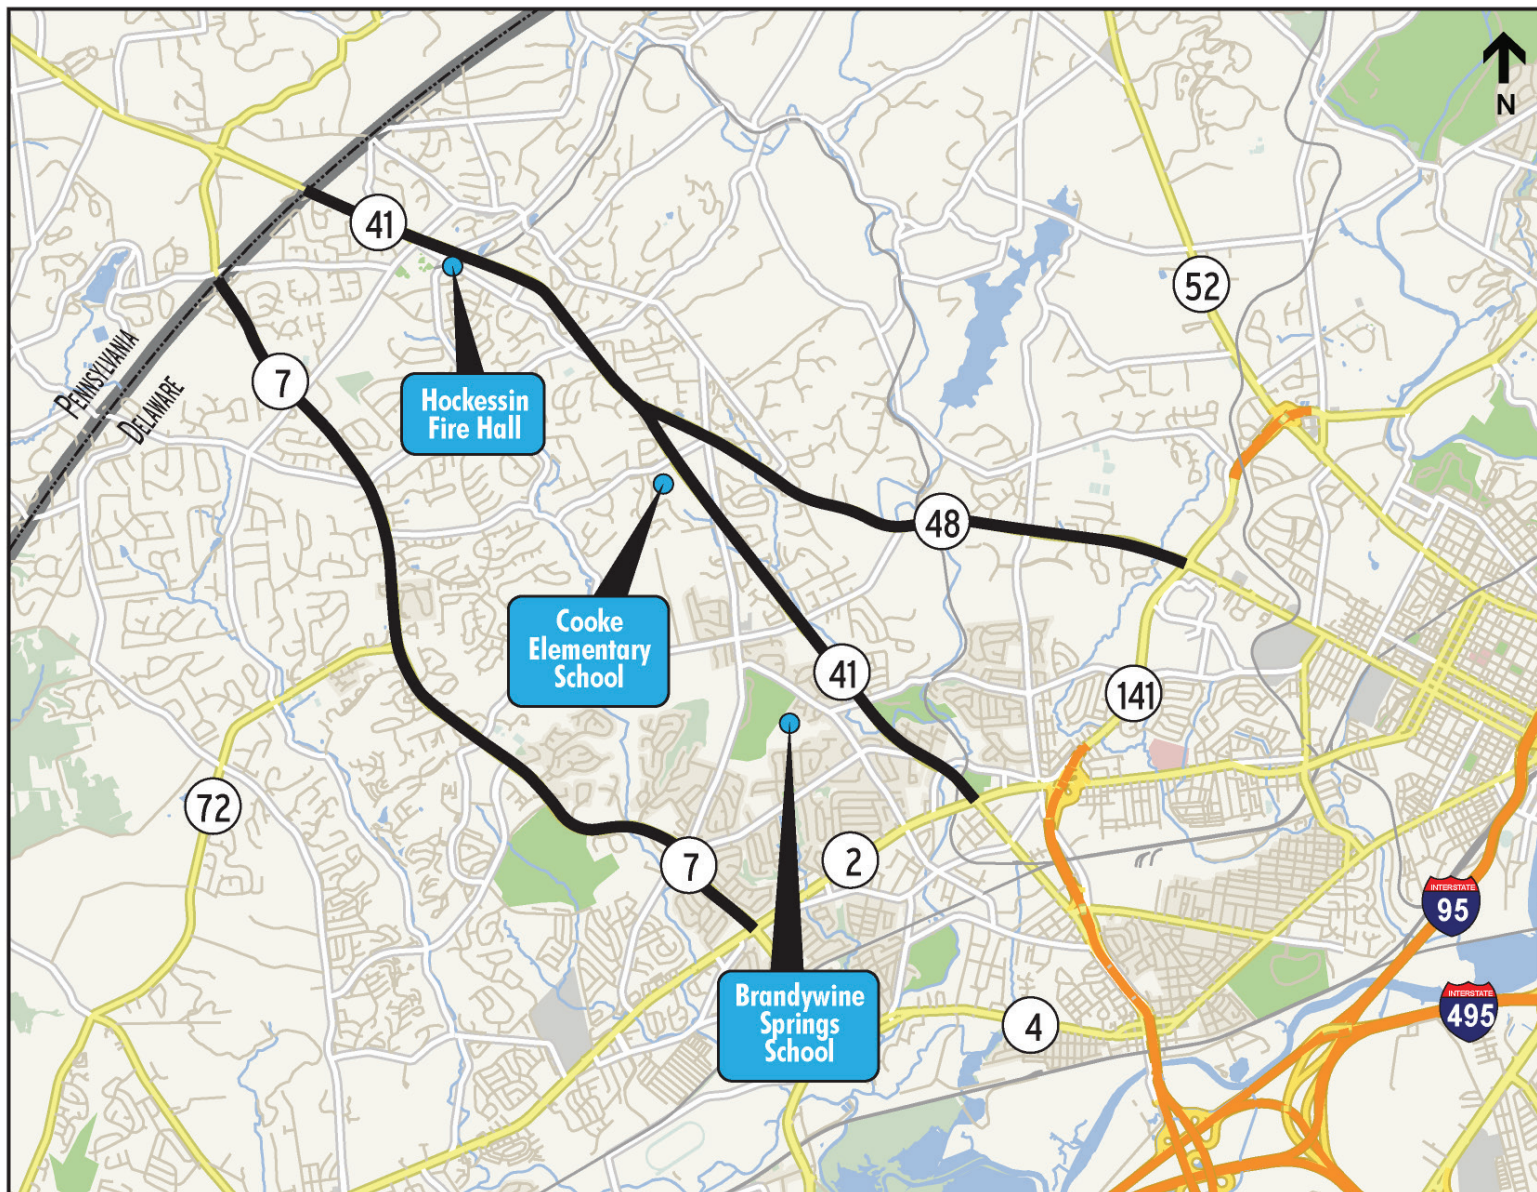 N
41
52
PENNSYLVANIA
DELAWARE
7
Hockessin
Fire Hall
48
Cooke
Elementary
School
41
141
72
7
2
INTERSTATE
95
Brandywine
Springs
School
4
INTERSTATE
495